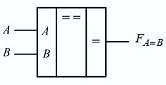 ==
A A
B B
= F_{A=B}